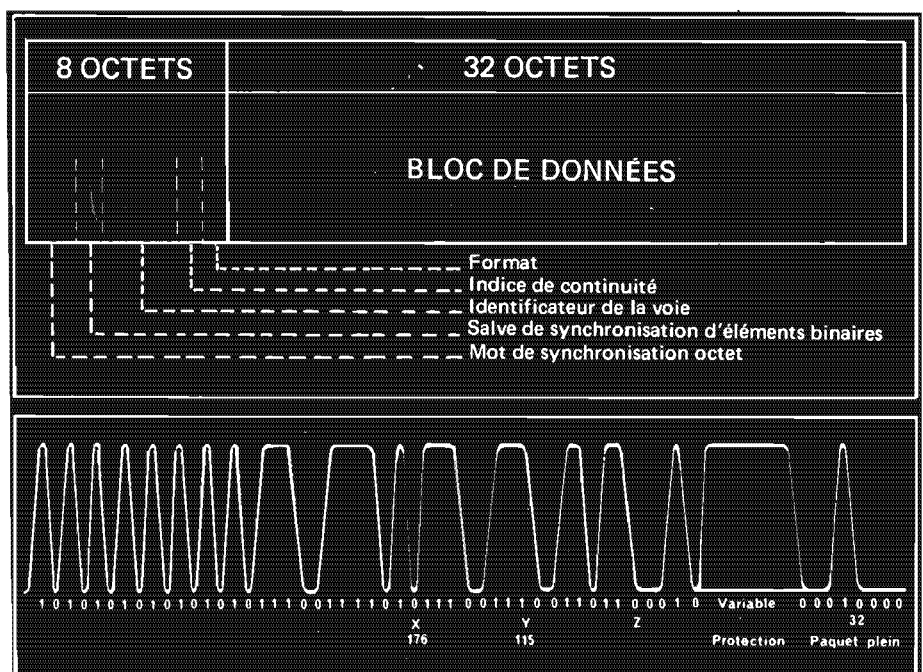 8 OCTETS 32 OCTETS
BLOC DE DONNÉES
Format
Indice de continuité
Identificateur de la voie
Salve de synchronisation d'éléments binaires
Mot de synchronisation octet
1 0 1 0 1 0 1 0 1 0 1 0 1 0 1 0 1 1 1 0 0 1 1 1 1 0 1 0 1 1 1 0 0 0 1 1 1 0 0 1 1 0 1 1 0 0 0 1 0 Variable 0 0 0 1 0 0 0 0
X Y Z 32
176 115 Protection Paquet plein